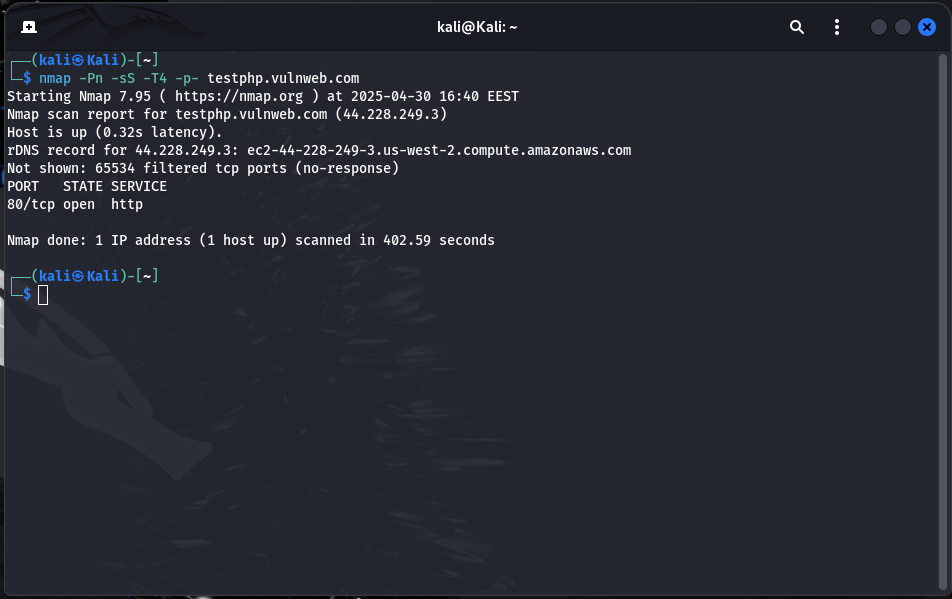 kali@Kali: ~
┌──(kali㉿Kali)-[~]
└─$ nmap -Pn -sS -T4 -p- testphp.vulnweb.com
Starting Nmap 7.95 ( https://nmap.org ) at 2025-04-30 16:40 EEST
Nmap scan report for testphp.vulnweb.com (44.228.249.3)
Host is up (0.32s latency).
rDNS record for 44.228.249.3: ec2-44-228-249-3.us-west-2.compute.amazonaws.com
Not shown: 65534 filtered tcp ports (no-response)
PORT   STATE SERVICE
80/tcp open  http
Nmap done: 1 IP address (1 host up) scanned in 402.59 seconds
┌──(kali㉿Kali)-[~]
└─$